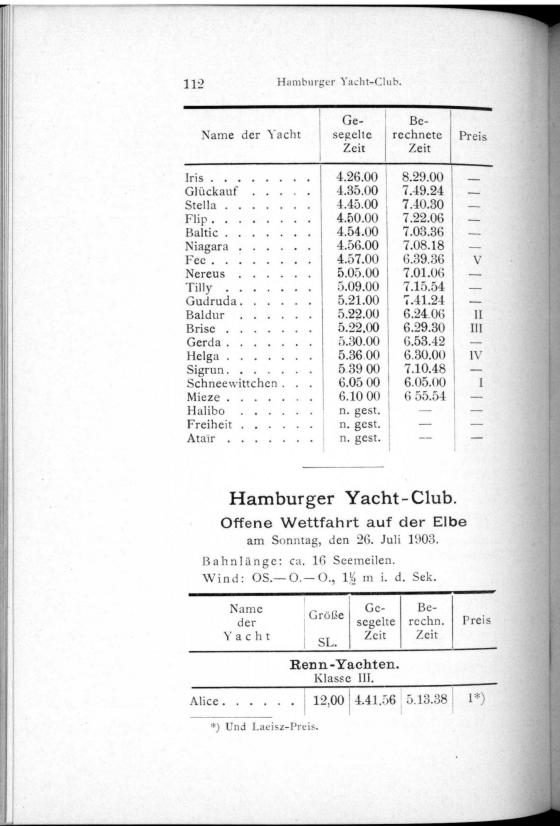 112 Hamburger Yacht-Club.
Name der Yacht Ge-segelte Zeit Be-rechnete Zeit Preis
Iris . . . . . . . . 4.26.00 8.29.00 —
Glückauf . . . . . 4.35.00 7.49.24 —
Stella . . . . . . . 4.45.00 7.40.30 —
Flip . . . . . . . . 4.50.00 7.22.06 —
Baltic . . . . . . . 4.54.00 7.03.36 —
Niagara . . . . . . 4.56.00 7.08.18 —
Fee . . . . . . . . 4.57.00 6.39.36 V
Nereus . . . . . . 5.05.00 7.01.06 —
Tilly . . . . . . . 5.09.00 7.15.54 —
Gudruda. . . . . . 5.21.00 7.41.24 —
Baldur . . . . . . 5.22.00 6.24.06 II
Brise . . . . . . . 5.22.00 6.29.30 III
Gerda . . . . . . . 5.30.00 6.53.42 —
Helga . . . . . . . 5.36.00 6.30.00 IV
Sigrun. . . . . . . 5 39 00 7.10.48 —
Schneewittchen . . . 6.05 00 6.05.00 I
Mieze . . . . . . . 6.10 00 6 55.54 —
Halibo . . . . . . n. gest. — —
Freiheit . . . . . . n. gest. — —
Atair . . . . . . . n. gest. — —
Hamburger Yacht-Club.
Offene Wettfahrt auf der Elbe
am Sonntag, den 26. Juli 1903.
Bahnlänge: ca. 16 Seemeilen.
Wind: OS.—O.—O., 1½ m i. d. Sek.
Name der Yacht Größe SL. Ge-segelte Zeit Be-rechn. Zeit Preis
Renn-Yachten.
Klasse III.
Alice . . . . . . 12,00 4.41.56 5.13.38 I*)
*) Und Laeisz-Preis.